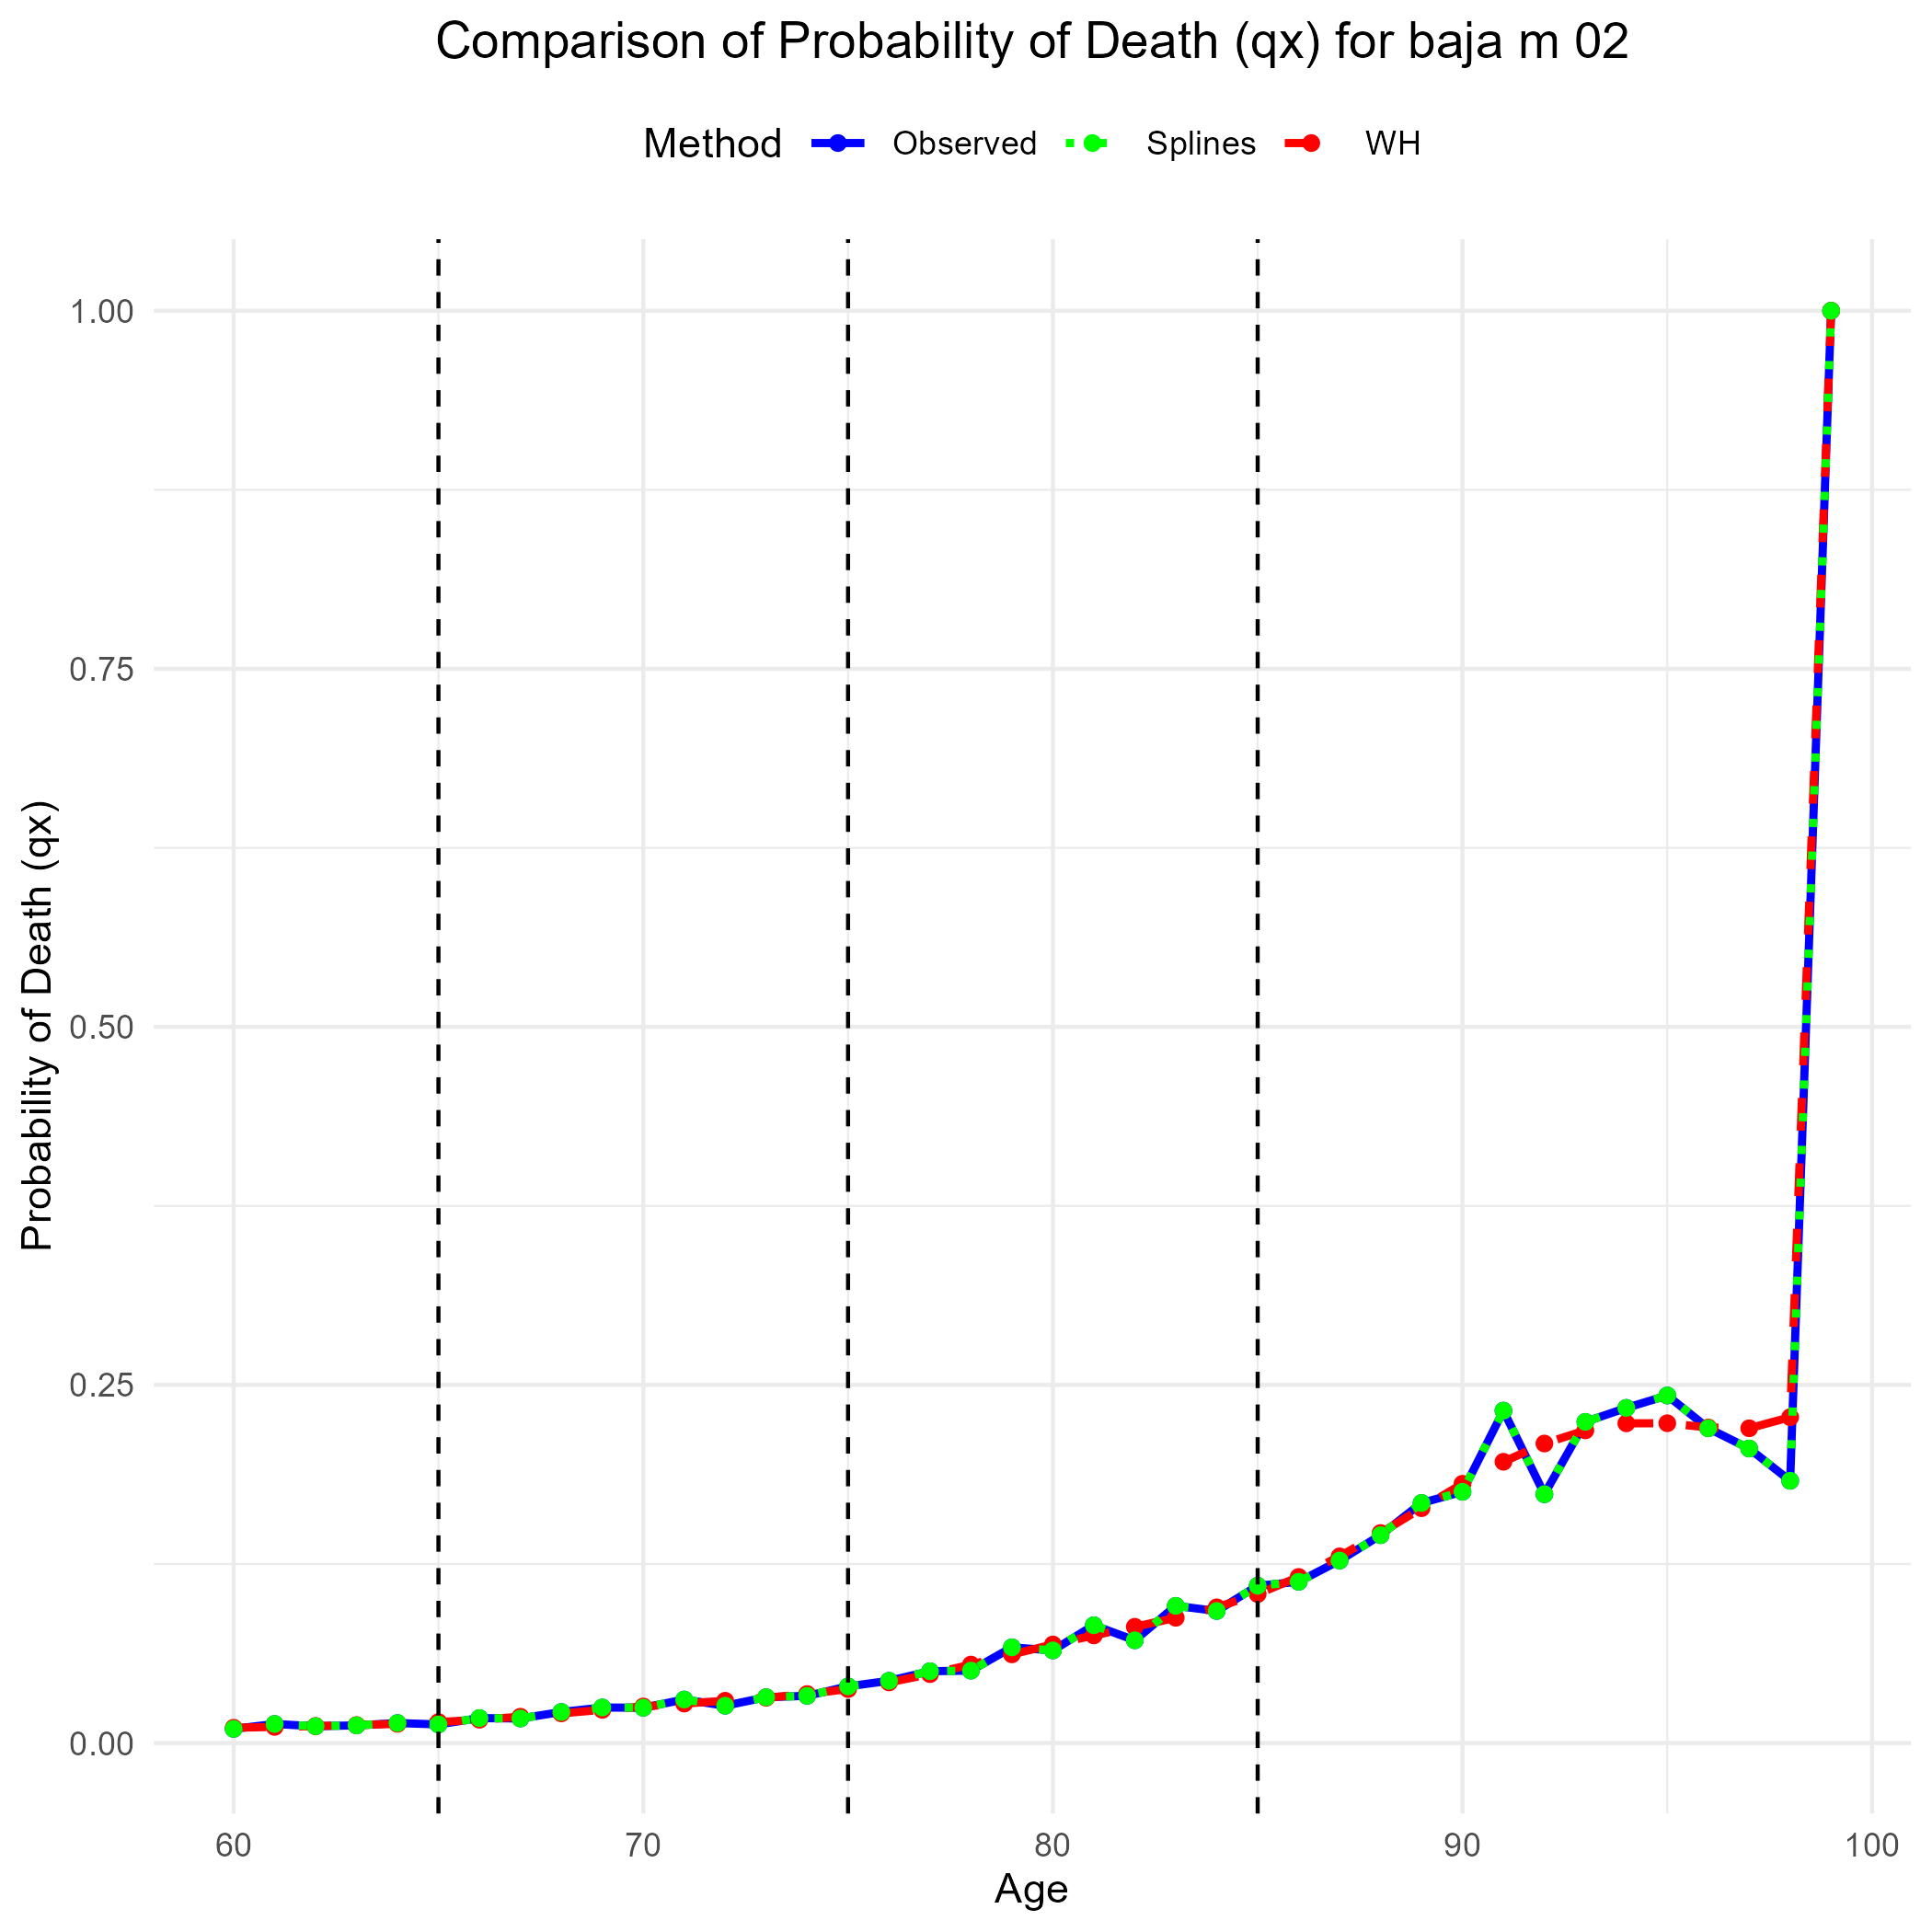 Comparison of Probability of Death (qx) for baja m 02
Method Observed Splines WH
Probability of Death (qx)
1.00
0.75
0.50
0.25
0.00
60 70 80 90 100
Age